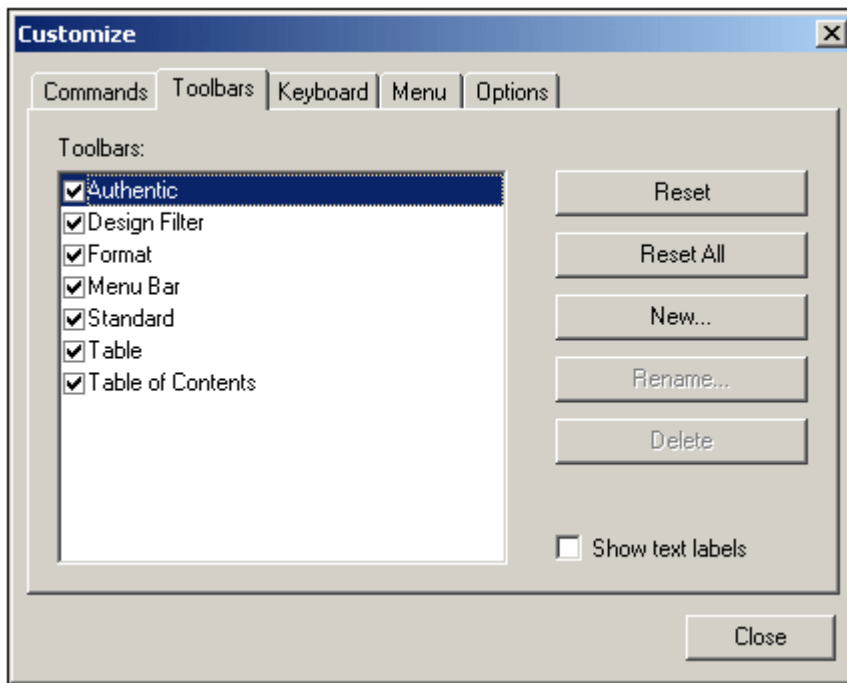 Customize
Commands Toolbars Keyboard Menu Options
Toolbars:
Authentic
Design Filter
Format
Menu Bar
Standard
Table
Table of Contents
Reset
Reset All
New...
Rename...
Delete
Show text labels
Close